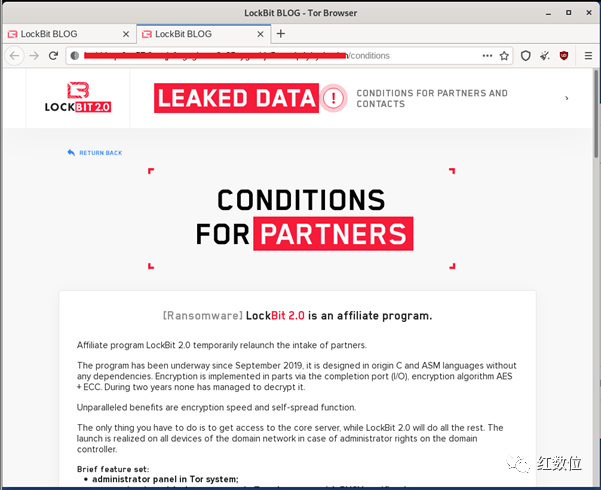 LockBit BLOG - Tor Browser
LockBit BLOG
LockBit BLOG
/conditions
LOCKBIT 2.0
LEAKED DATA
CONDITIONS FOR PARTNERS AND
CONTACTS
RETURN BACK
CONDITIONS
FOR PARTNERS
[Ransomware] LockBit 2.0 is an affiliate program.
Affiliate program LockBit 2.0 temporarily relaunch the intake of partners.
The program has been underway since September 2019, it is designed in origin C and ASM languages without
any dependencies. Encryption is implemented in parts via the completion port (I/O), encryption algorithm AES
+ ECC. During two years none has managed to decrypt it.
Unparalleled benefits are encryption speed and self-spread function.
The only thing you have to do is to get access to the core server, while LockBit 2.0 will do all the rest. The
launch is realized on all devices of the domain network in case of administrator rights on the domain
controller.
Brief feature set:
• administrator panel in Tor system;
红数位